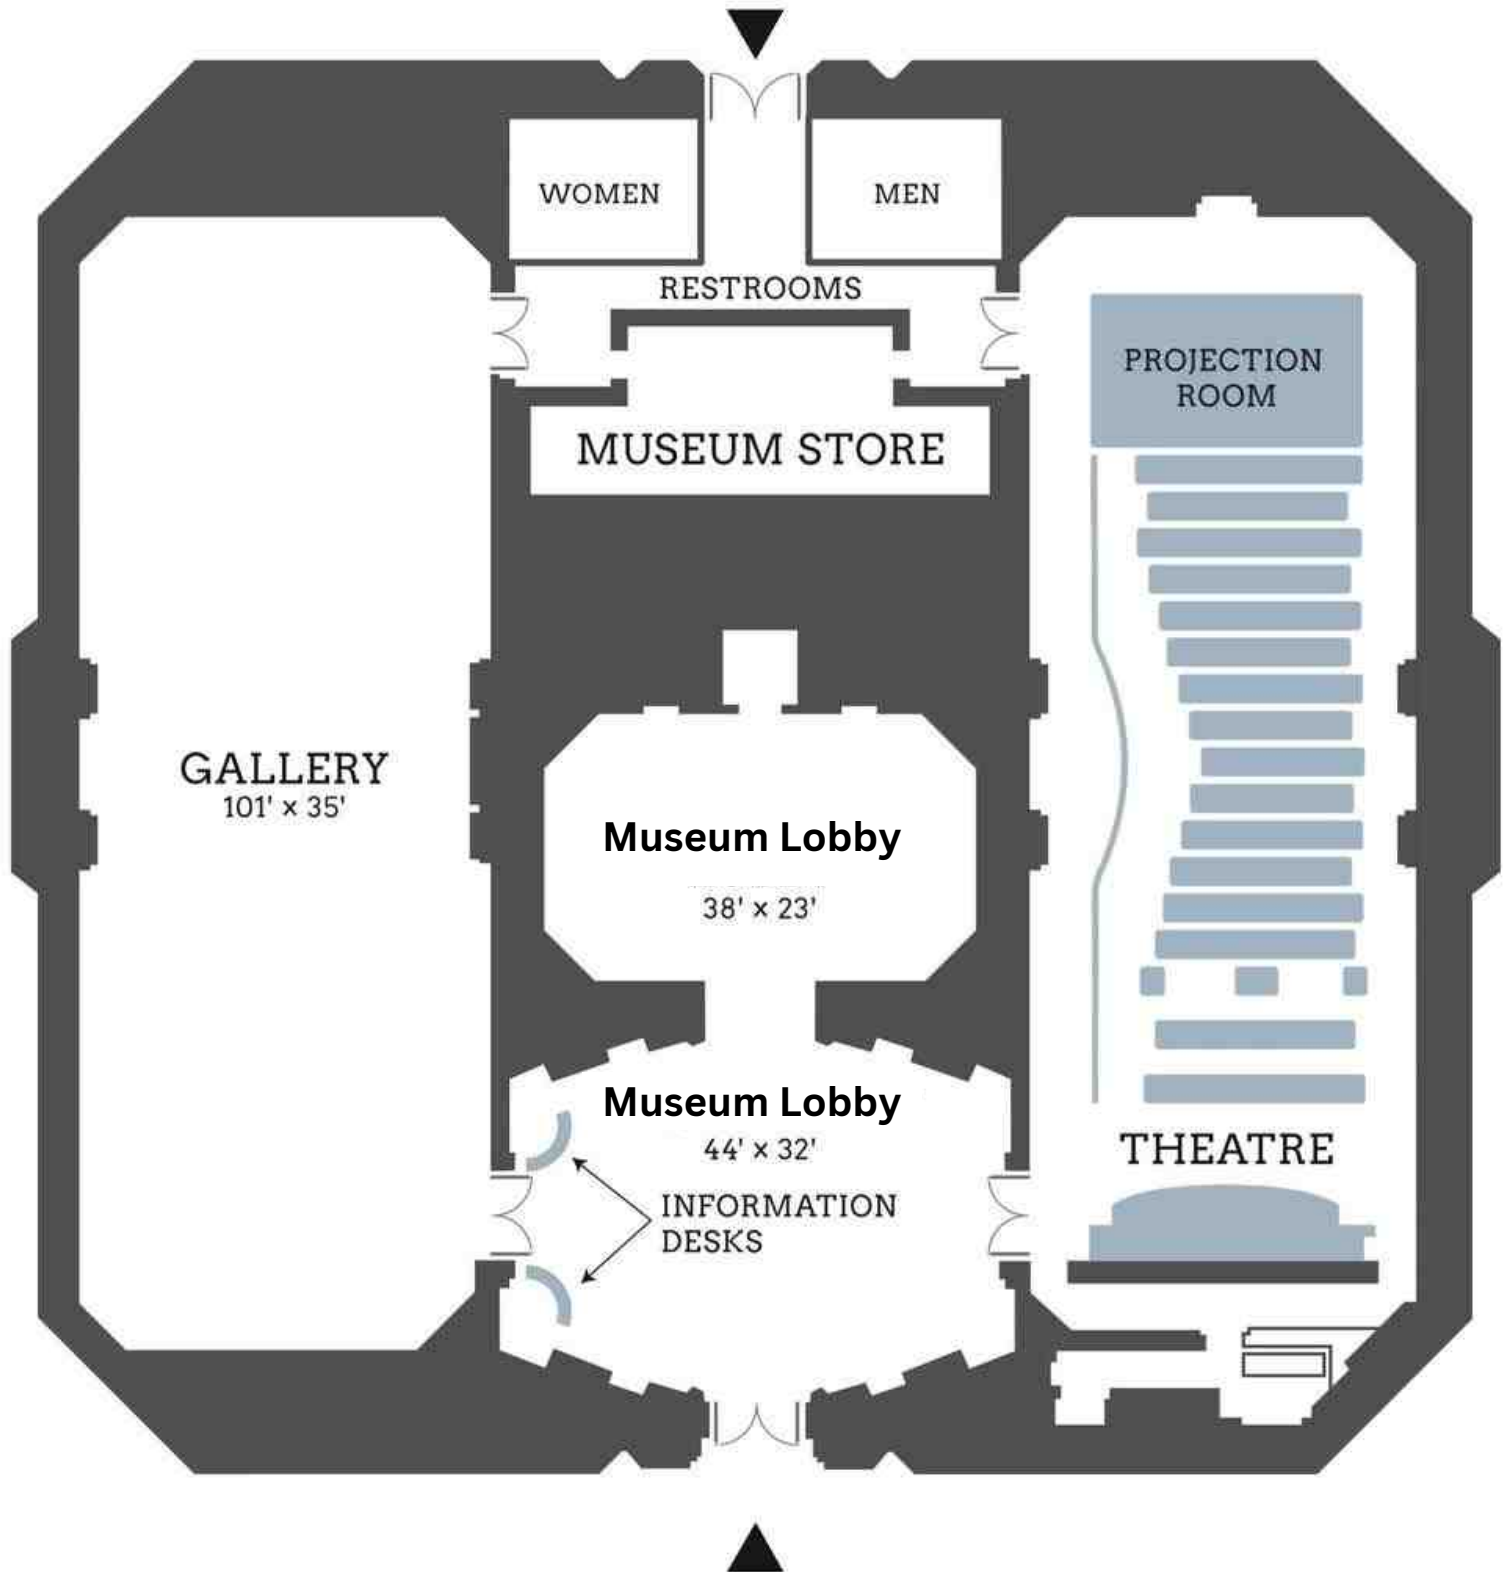 WOMEN
MEN
RESTROOMS
PROJECTION
ROOM
MUSEUM STORE
GALLERY
101' × 35'
Museum Lobby
38' × 23'
Museum Lobby
44' × 32'
INFORMATION
DESKS
THEATRE